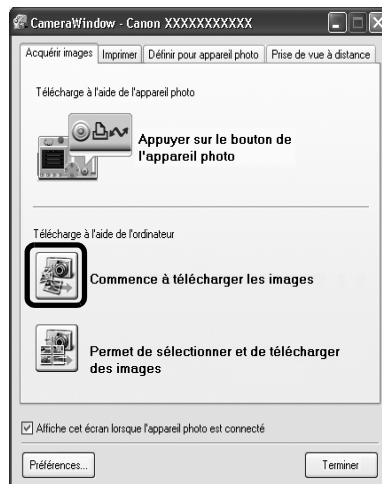 CameraWindow - Canon XXXXXXXXXXX
Acquérir images
Imprimer
Définir pour appareil photo
Prise de vue à distance
Télécharge à l'aide de l'appareil photo
Appuyer sur le bouton de
l'appareil photo
Télécharge à l'aide de l'ordinateur
Commence à télécharger les images
Permet de sélectionner et de télécharger
des images
Affiche cet écran lorsque l'appareil photo est connecté
Préférences...
Terminer